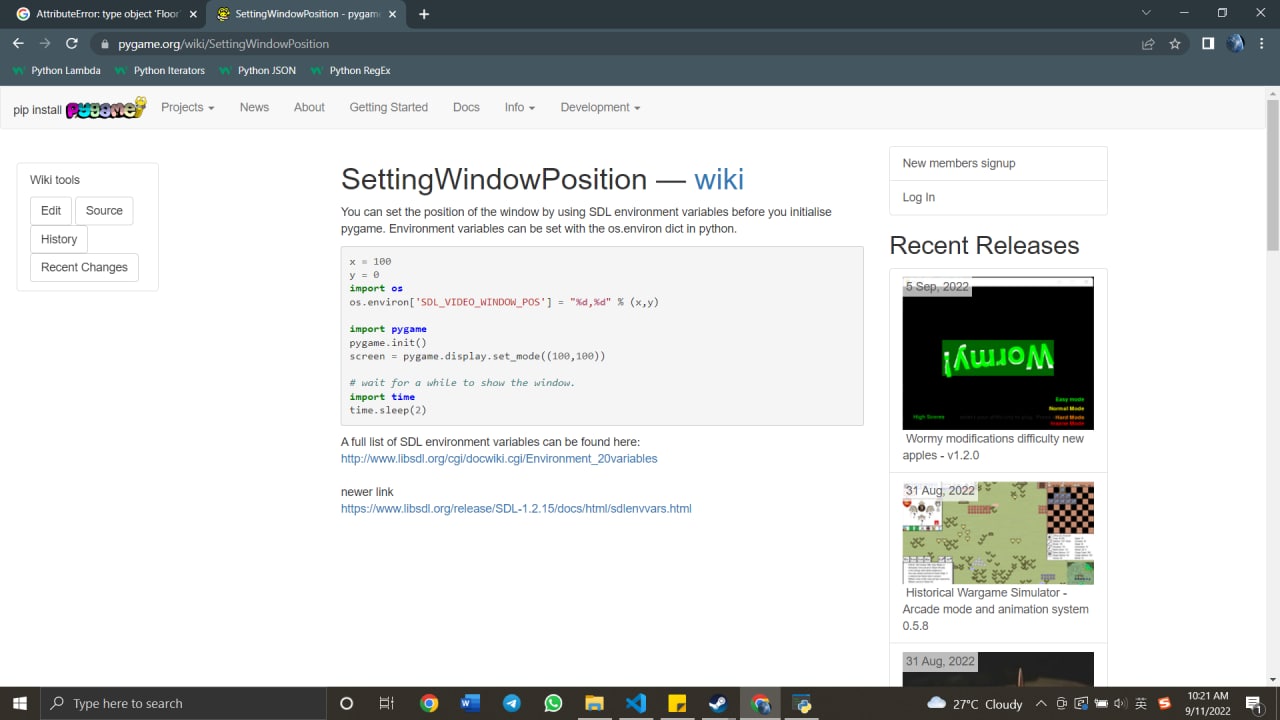 AttributeError: type object 'Floor
SettingWindowPosition - pygame
pygame.org/wiki/SettingWindowPosition
Python Lambda
Python Iterators
Python JSON
Python RegEx
pip install pygame
Projects
News
About
Getting Started
Docs
Info
Development
Wiki tools
Edit
Source
History
Recent Changes
SettingWindowPosition — wiki
You can set the position of the window by using SDL environment variables before you initialise
pygame. Environment variables can be set with the os.environ dict in python.
x = 100
y = 0
import os
os.environ['SDL_VIDEO_WINDOW_POS'] = "%d,%d" % (x,y)
import pygame
pygame.init()
screen = pygame.display.set_mode((100,100))
# wait for a while to show the window.
import time
time.sleep(2)
A full list of SDL environment variables can be found here:
http://www.libsdl.org/cgi/docwiki.cgi/Environment_20variables
newer link
https://www.libsdl.org/release/SDL-1.2.15/docs/html/sdlenvvars.html
New members signup
Log In
Recent Releases
5 Sep, 2022
Wormy!
Easy mode
Normal Mode
High Scores
Hard Mode
Wormy modifications difficulty new
apples - v1.2.0
31 Aug, 2022
Historical Wargame Simulator -
Arcade mode and animation system
0.5.8
31 Aug, 2022
Type here to search
27°C Cloudy
英
10:21 AM
9/11/2022
1